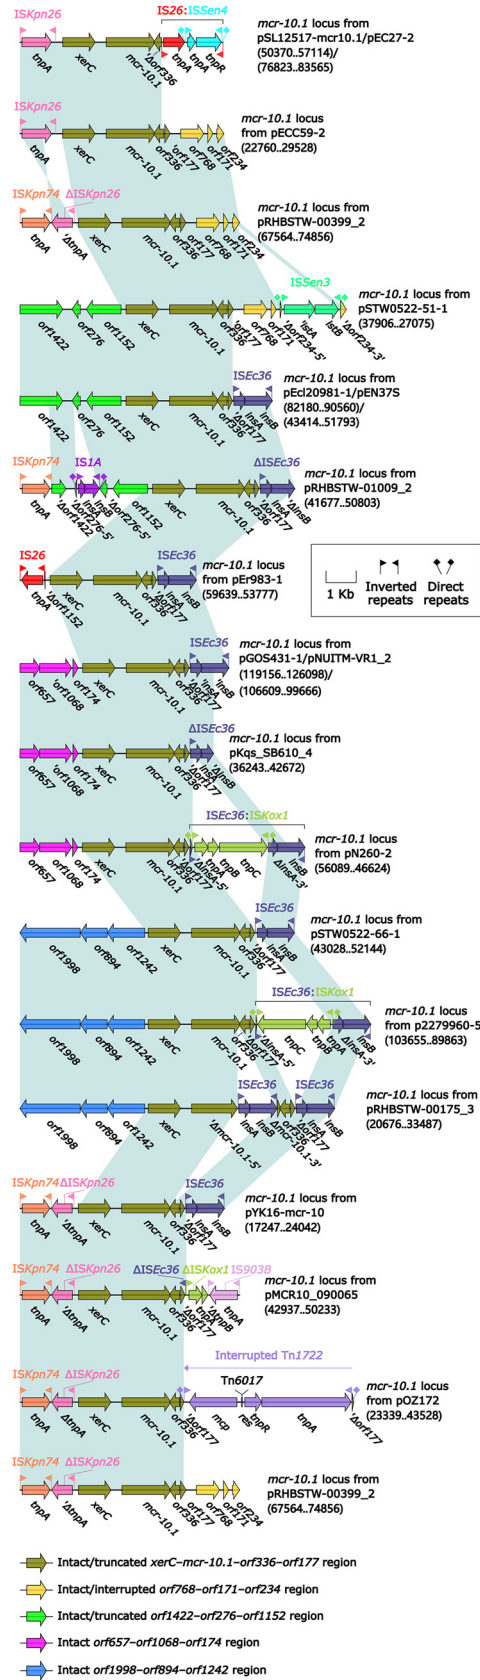 IS26:ISSen4
ISKpn26
tnpA
xerC
mcr-10.1
Δorf336
tnpA
tnpA
tnpR
mcr-10.1 locus from
pSL12517-mcr10.1/pEC27-2
(50370..57114)/
(76823..83565)
ISKpn26
tnpA
xerC
mcr-10.1
orf336
'orf177
orf768
orf171
orf234
mcr-10.1 locus
from pECC59-2
(22760..29528)
ISKpn74 ΔISKpn26
tnpA
'ΔtnpA
xerC
mcr-10.1
orf336
orf177
orf768
orf171
orf234
mcr-10.1 locus from
pRHBSTW-00399_2
(67564..74856)
ISSen3
orf1422
orf276
orf1152
xerC
mcr-10.1
orf336
'orf177
orf768
orf171
'Δorf234-5'
'istA
istB
'Δorf234-3'
mcr-10.1 locus from
pSTW0522-51-1
(37906..27075)
ISEc36
orf1422
orf276
orf1152
xerC
mcr-10.1
orf336
'Δorf177
insA
insB
mcr-10.1 locus from
pEcl20981-1/pEN37S
(82180..90560)/
(43414..51793)
ISKpn74
IS1A
ΔISEc36
tnpA
Δorf1422
Δorf276-5'
insA
insB
'Δorf276-5'
orf1152
xerC
mcr-10.1
orf336
'Δorf177
insA
'ΔinsB
mcr-10.1 locus from
pRHBSTW-01009_2
(41677..50803)
IS26
ISEc36
tnpA
'Δorf1152
xerC
mcr-10.1
orf336
'Δorf177
insA
insB
mcr-10.1 locus
from pEr983-1
(59639..53777)
1 Kb
Inverted
repeats
Direct
repeats
ISEc36
orf657
'orf1068
orf174
xerC
mcr-10.1
orf336
'Δorf177
'insA
'insB
mcr-10.1 locus from
pGOS431-1/pNUITM-VR1_2
(119156..126098)/
(106609..99666)
ΔISEc36
orf657
'orf1068
orf174
xerC
mcr-10.1
orf336
'Δorf177
'insA
'ΔinsB
mcr-10.1 locus from
pKqs_SB610_4
(36243..42672)
ISEc36:ISKox1
orf657
orf1068
orf174
xerC
mcr-10.1
orf336
'Δorf177
'ΔinsA-5'
tnpA
tnpB
tnpC
'ΔinsA-3'
insB
mcr-10.1 locus
from pN260-2
(56089..46624)
ISEc36
orf1998
orf894
orf1242
xerC
mcr-10.1
orf336
'Δorf177
insA
insB
mcr-10.1 locus from
pSTW0522-66-1
(43028..52144)
ISEc36:ISKox1
orf1998
orf894
orf1242
xerC
mcr-10.1
orf336
'Δorf177
'ΔinsA-5'
tnpC
tnpB
tnpA
'ΔinsA-3'
insB
mcr-10.1 locus
from p2279960-5
(103655..89863)
ISEc36 ISEc36
orf1998
orf894
orf1242
xerC
'Δmcr-10.1-5'
insA
insB
Δmcr-10.1-3'
orf336
'Δorf177
insA
insB
mcr-10.1 locus from
pRHBSTW-00175_3
(20676..33487)
ISKpn74 ΔISKpn26
ISEc36
tnpA
'ΔtnpA
xerC
mcr-10.1
orf336
'Δorf177
insA
insB
mcr-10.1 locus from
pYK16-mcr-10
(17247..24042)
ISKpn74 ΔISKpn26
ΔISEc36 ΔISKox1 IS903B
tnpA
'ΔtnpA
xerC
mcr-10.1
orf336
'Δorf177
tnpA
'ΔtnpB
tnpA
mcr-10.1 locus from
pMCR10_090065
(42937..50233)
Interrupted Tn1722
ISKpn74 ΔISKpn26
Tn6017
tnpA
ΔtnpA
xerC
mcr-10.1
orf336
'Δorf177
mcp
res
tnpR
tnpA
'Δorf177
mcr-10.1 locus
from pOZ172
(23339..43528)
ISKpn74 ΔISKpn26
tnpA
'ΔtnpA
xerC
mcr-10.1
orf336
orf177
orf768
orf171
orf234
mcr-10.1 locus from
pRHBSTW-00399_2
(67564..74856)
Intact/truncated xerC–mcr-10.1–orf336–orf177 region
Intact/interrupted orf768–orf171–orf234 region
Intact/truncated orf1422–orf276–orf1152 region
Intact orf657–orf1068–orf174 region
Intact orf1998–orf894–orf1242 region